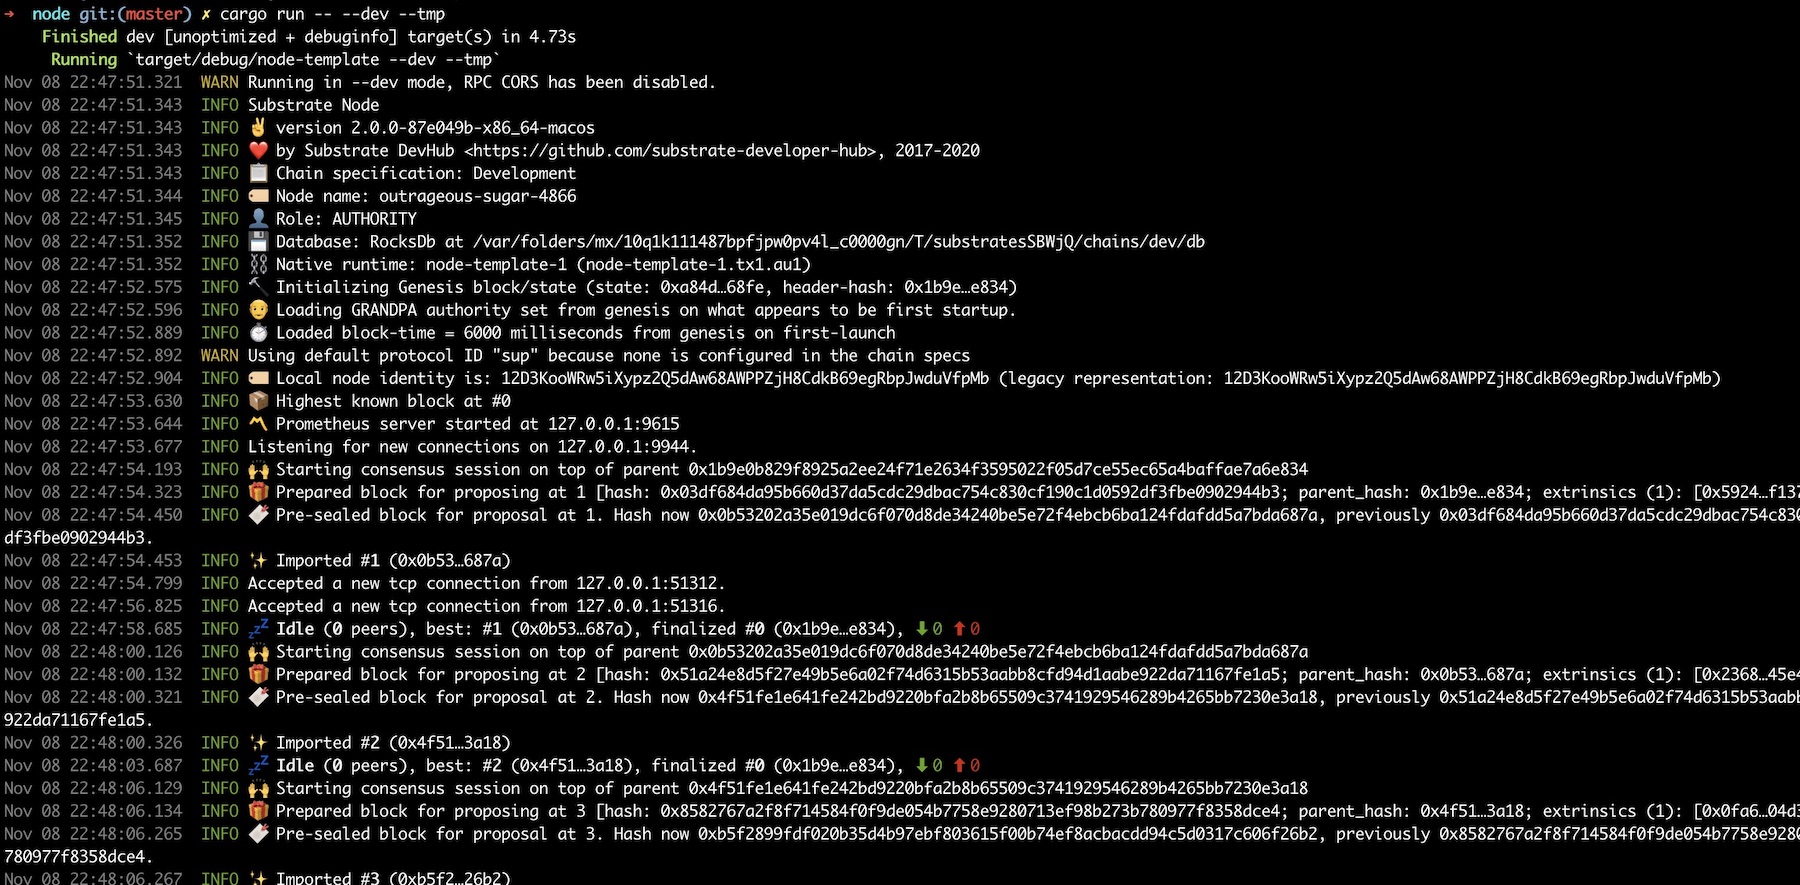 → node git:(master) ✗ cargo run -- --dev --tmp
Finished dev [unoptimized + debuginfo] target(s) in 4.73s
Running `target/debug/node-template --dev --tmp`
Nov 08 22:47:51.321 WARN Running in --dev mode, RPC CORS has been disabled.
Nov 08 22:47:51.343 INFO Substrate Node
Nov 08 22:47:51.343 INFO ✌️ version 2.0.0-87e049b-x86_64-macos
Nov 08 22:47:51.343 INFO ❤️ by Substrate DevHub <https://github.com/substrate-developer-hub>, 2017-2020
Nov 08 22:47:51.343 INFO 📋 Chain specification: Development
Nov 08 22:47:51.344 INFO 🏷 Node name: outrageous-sugar-4866
Nov 08 22:47:51.345 INFO 👤 Role: AUTHORITY
Nov 08 22:47:51.352 INFO 💾 Database: RocksDb at /var/folders/mx/10q1k111487bpfjpw0pv4l_c0000gn/T/substratesSBWjQ/chains/dev/db
Nov 08 22:47:51.352 INFO ⛓ Native runtime: node-template-1 (node-template-1.tx1.au1)
Nov 08 22:47:52.575 INFO 🔨 Initializing Genesis block/state (state: 0xa84d…68fe, header-hash: 0x1b9e…e834)
Nov 08 22:47:52.596 INFO 👴 Loading GRANDPA authority set from genesis on what appears to be first startup.
Nov 08 22:47:52.889 INFO ⏱ Loaded block-time = 6000 milliseconds from genesis on first-launch
Nov 08 22:47:52.892 WARN Using default protocol ID "sup" because none is configured in the chain specs
Nov 08 22:47:52.904 INFO 🏷 Local node identity is: 12D3KooWRw5iXypz2Q5dAw68AWPPZjH8CdkB69egRbpJwduVfpMb (legacy representation: 12D3KooWRw5iXypz2Q5dAw68AWPPZjH8CdkB69egRbpJwduVfpMb)
Nov 08 22:47:53.630 INFO 📦 Highest known block at #0
Nov 08 22:47:53.644 INFO 〽️ Prometheus server started at 127.0.0.1:9615
Nov 08 22:47:53.677 INFO Listening for new connections on 127.0.0.1:9944.
Nov 08 22:47:54.193 INFO 🙌 Starting consensus session on top of parent 0x1b9e0b829f8925a2ee24f71e2634f3595022f05d7ce55ec65a4baffae7a6e834
Nov 08 22:47:54.323 INFO 🎁 Prepared block for proposing at 1 [hash: 0x03df684da95b660d37da5cdc29dbac754c830cf190c1d0592df3fbe0902944b3; parent_hash: 0x1b9e…e834; extrinsics (1): [0x5924…f137
Nov 08 22:47:54.450 INFO 🔖 Pre-sealed block for proposal at 1. Hash now 0x0b53202a35e019dc6f070d8de34240be5e72f4ebcb6ba124fdafdd5a7bda687a, previously 0x03df684da95b660d37da5cdc29dbac754c830
df3fbe0902944b3.
Nov 08 22:47:54.453 INFO ✨ Imported #1 (0x0b53…687a)
Nov 08 22:47:54.799 INFO Accepted a new tcp connection from 127.0.0.1:51312.
Nov 08 22:47:56.825 INFO Accepted a new tcp connection from 127.0.0.1:51316.
Nov 08 22:47:58.685 INFO 💤 Idle (0 peers), best: #1 (0x0b53…687a), finalized #0 (0x1b9e…e834), ⬇ 0 ⬆ 0
Nov 08 22:48:00.126 INFO 🙌 Starting consensus session on top of parent 0x0b53202a35e019dc6f070d8de34240be5e72f4ebcb6ba124fdafdd5a7bda687a
Nov 08 22:48:00.132 INFO 🎁 Prepared block for proposing at 2 [hash: 0x51a24e8d5f27e49b5e6a02f74d6315b53aabb8cfd94d1aabe922da71167fe1a5; parent_hash: 0x0b53…687a; extrinsics (1): [0x2368…45e4
Nov 08 22:48:00.321 INFO 🔖 Pre-sealed block for proposal at 2. Hash now 0x4f51fe1e641fe242bd9220bfa2b8b65509c3741929546289b4265bb7230e3a18, previously 0x51a24e8d5f27e49b5e6a02f74d6315b53aabb
922da71167fe1a5.
Nov 08 22:48:00.326 INFO ✨ Imported #2 (0x4f51…3a18)
Nov 08 22:48:03.687 INFO 💤 Idle (0 peers), best: #2 (0x4f51…3a18), finalized #0 (0x1b9e…e834), ⬇ 0 ⬆ 0
Nov 08 22:48:06.129 INFO 🙌 Starting consensus session on top of parent 0x4f51fe1e641fe242bd9220bfa2b8b65509c3741929546289b4265bb7230e3a18
Nov 08 22:48:06.134 INFO 🎁 Prepared block for proposing at 3 [hash: 0x8582767a2f8f714584f0f9de054b7758e9280713ef98b273b780977f8358dce4; parent_hash: 0x4f51…3a18; extrinsics (1): [0x0fa6…04d3
Nov 08 22:48:06.265 INFO 🔖 Pre-sealed block for proposal at 3. Hash now 0xb5f2899fdf020b35d4b97ebf803615f00b74ef8acbacdd94c5d0317c606f26b2, previously 0x8582767a2f8f714584f0f9de054b7758e9280
780977f8358dce4.
Nov 08 22:48:06.267 INFO ✨ Imported #3 (0xb5f2…26b2)